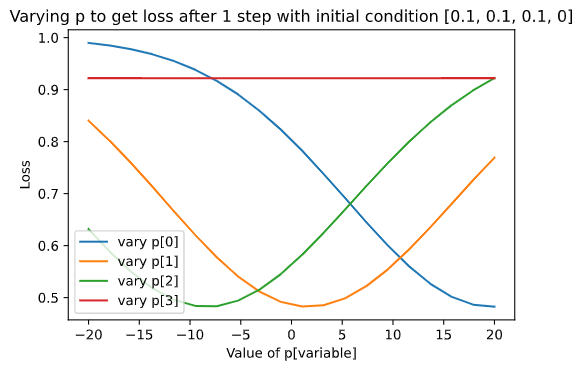 Varying p to get loss after 1 step with initial condition [0.1, 0.1, 0.1, 0]
1.0
0.9
0.8
0.7
0.6
0.5
Loss
vary p[0]
vary p[1]
vary p[2]
vary p[3]
−20 −15 −10 −5 0 5 10 15 20
Value of p[variable]